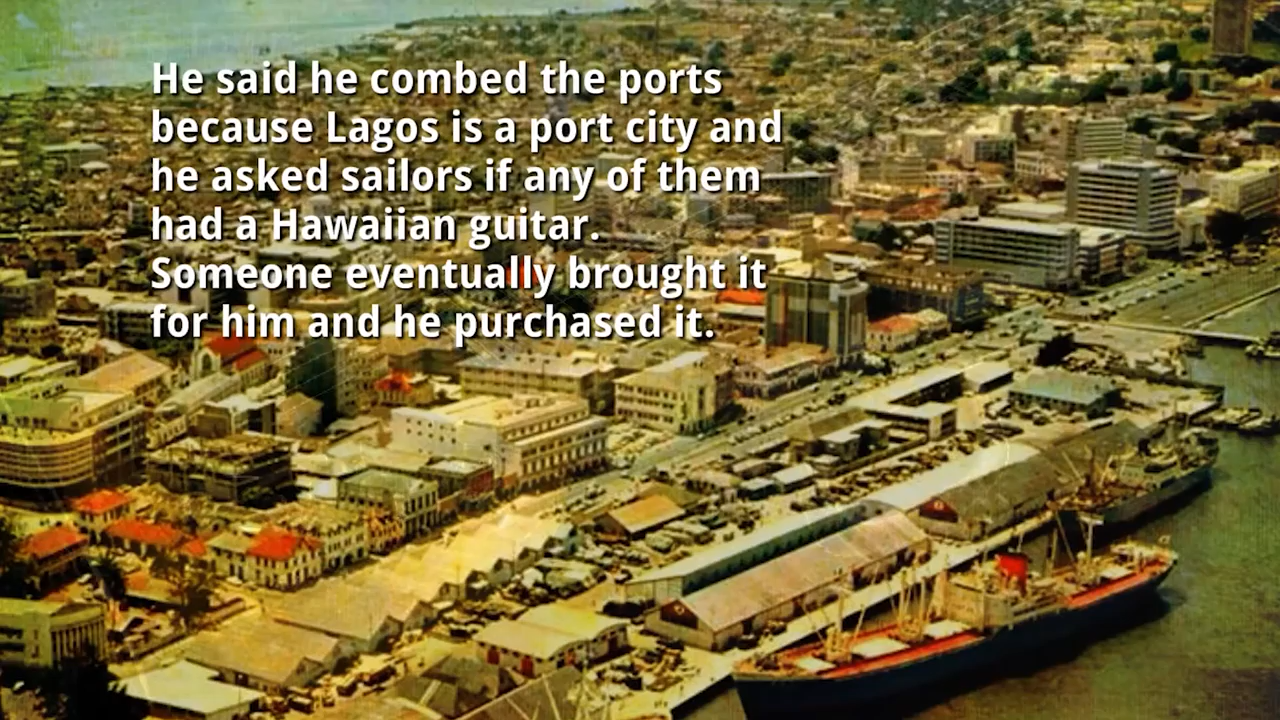 He said he combed the ports
because Lagos is a port city and
he asked sailors if any of them
had a Hawaiian guitar.
Someone eventually brought it
for him and he purchased it.